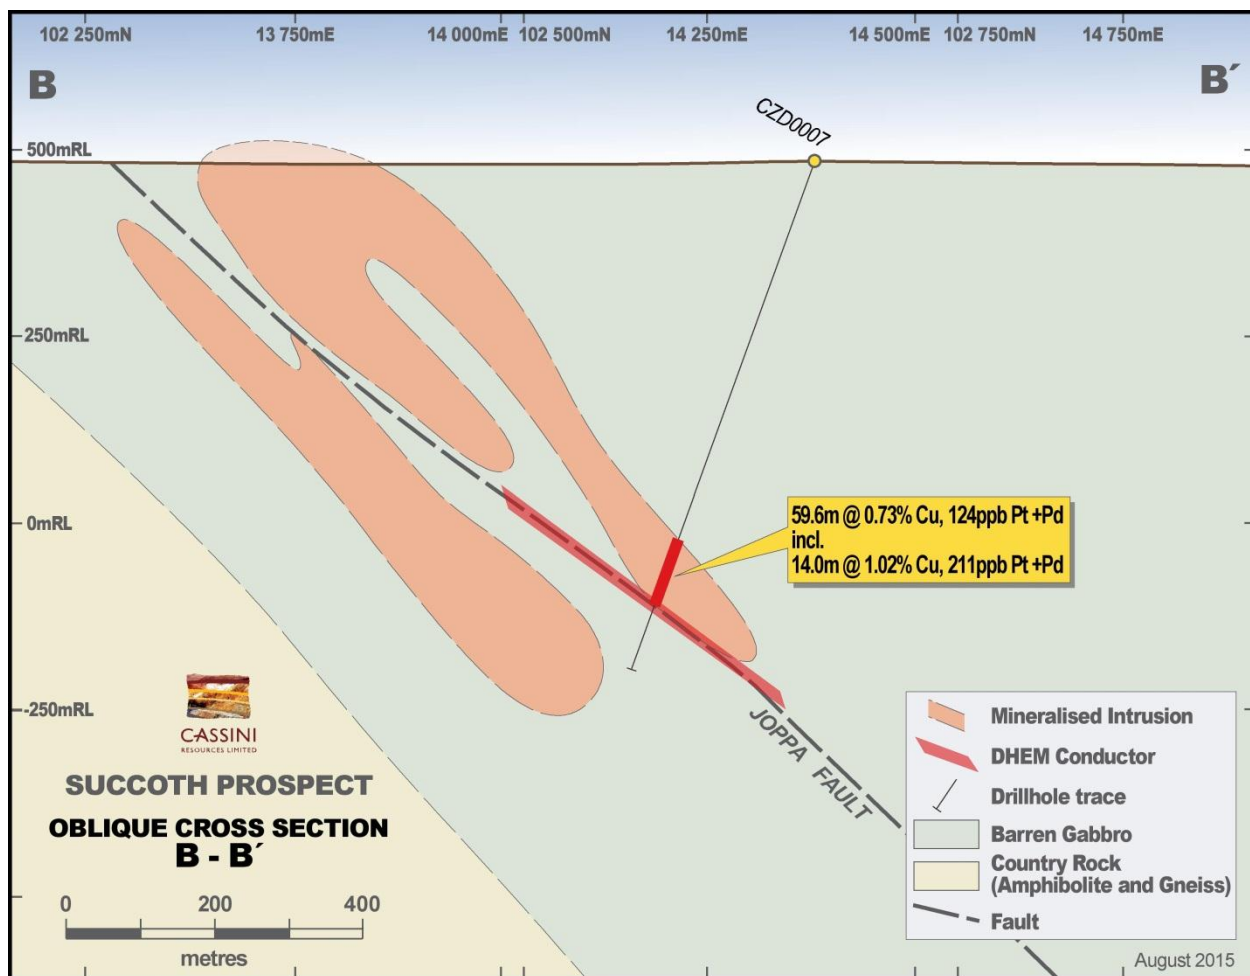 102 250mN 13 750mE 14 000mE 102 500mN 14 250mE 14 500mE 102 750mN 14 750mE
B B´
CZD0007
500mRL
250mRL
0mRL
59.6m @ 0.73% Cu, 124ppb Pt +Pd
incl.
14.0m @ 1.02% Cu, 211ppb Pt +Pd
-250mRL
JOPPA FAULT
CASSINI
RESOURCES LIMITED
SUCCOTH PROSPECT
OBLIQUE CROSS SECTION
B - B´
0 200 400
metres
Mineralised Intrusion
DHEM Conductor
Drillhole trace
Barren Gabbro
Country Rock
(Amphibolite and Gneiss)
Fault
August 2015